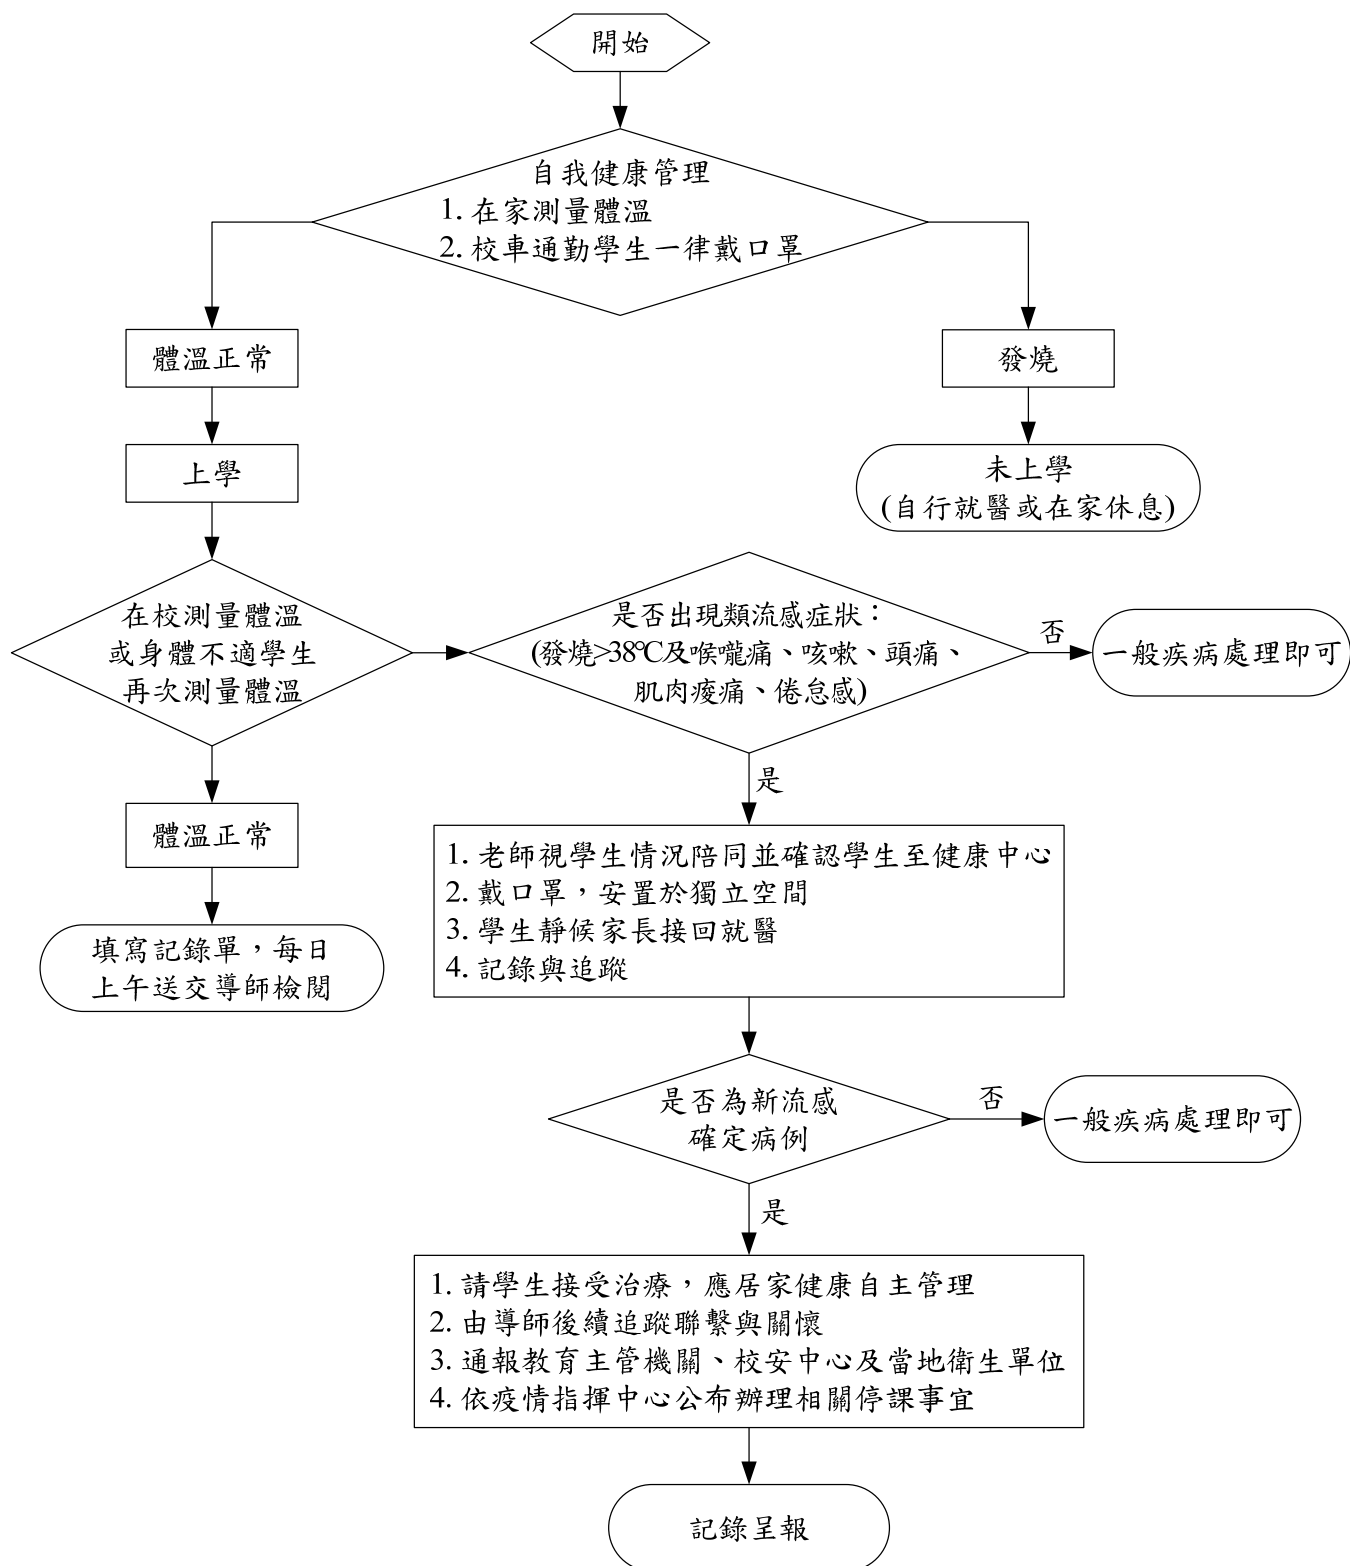 開始
自我健康管理
1. 在家測量體溫
2. 校車通勤學生一律戴口罩
體溫正常
發燒
上學
未上學
(自行就醫或在家休息)
在校測量體溫
或身體不適學生
再次測量體溫
是否出現類流感症狀：
(發燒>38℃及喉嚨痛、咳嗽、頭痛、
肌肉痠痛、倦怠感)
否
一般疾病處理即可
是
體溫正常
填寫記錄單，每日
上午送交導師檢閱
1. 老師視學生情況陪同並確認學生至健康中心
2. 戴口罩，安置於獨立空間
3. 學生靜候家長接回就醫
4. 記錄與追蹤
是否為新流感
確定病例
否
一般疾病處理即可
是
1. 請學生接受治療，應居家健康自主管理
2. 由導師後續追蹤聯繫與關懷
3. 通報教育主管機關、校安中心及當地衛生單位
4. 依疫情指揮中心公布辦理相關停課事宜
記錄呈報